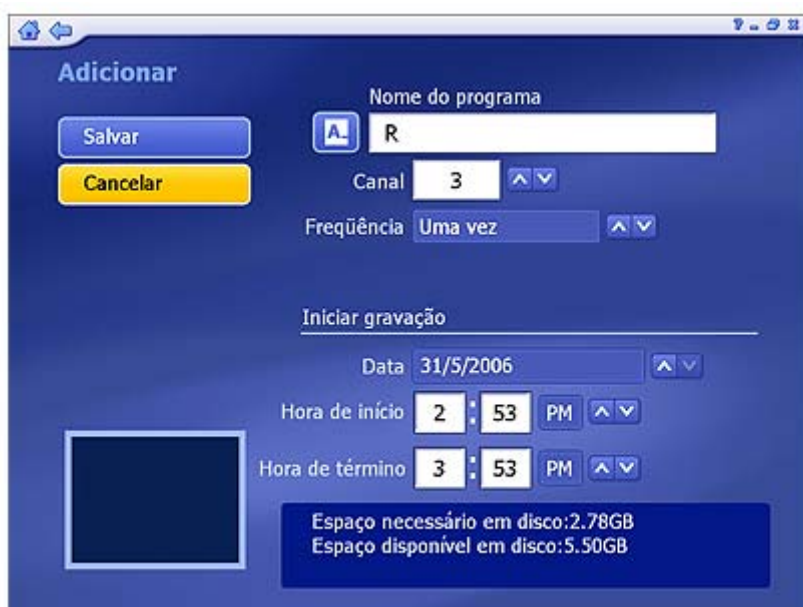 Adicionar
Salvar
Cancelar
Nome do programa
A
R
Canal 3
Freqüência Uma vez
Iniciar gravação
Data 31/5/2006
Hora de início 2 : 53 PM
Hora de término 3 : 53 PM
Espaço necessário em disco:2.78GB
Espaço disponível em disco:5.50GB